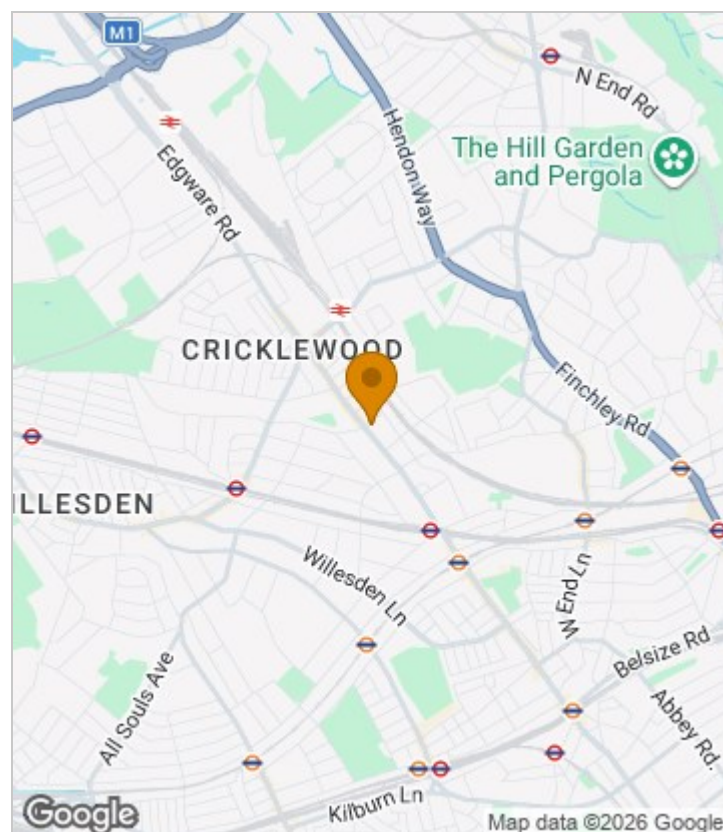 M1
N End Rd
The Hill Garden
and Pergola
Hendon Way
Edgware Rd
CRICKLEWOOD
Finchley Rd
ILLESDEN
Willesden Ln
W End Ln
Belsize Rd
All Souls Ave
Abbey Rd.
Kilburn Ln
Google
Map data ©2026 Google